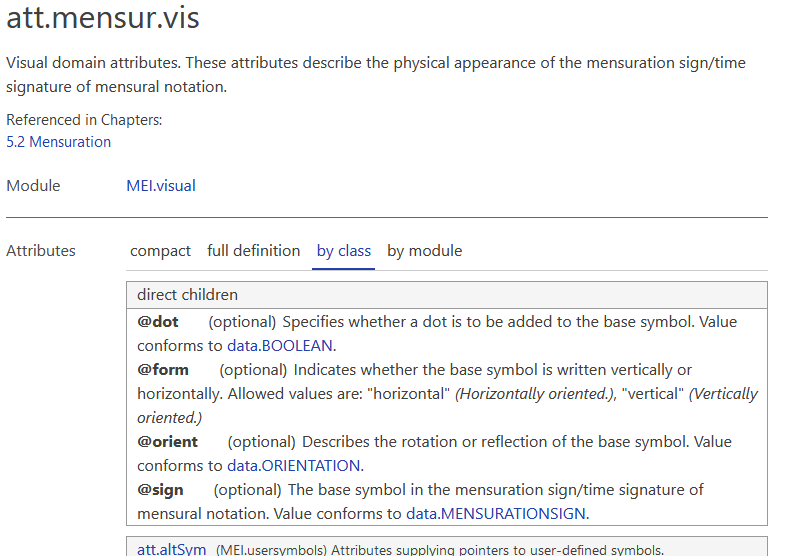 att.mensur.vis
Visual domain attributes. These attributes describe the physical appearance of the mensuration sign/time
signature of mensural notation.
Referenced in Chapters:
5.2 Mensuration
Module MEI.visual
Attributes compact full definition by class by module
direct children
@dot (optional) Specifies whether a dot is to be added to the base symbol. Value
conforms to data.BOOLEAN.
@form (optional) Indicates whether the base symbol is written vertically or
horizontally. Allowed values are: "horizontal" (Horizontally oriented.), "vertical" (Vertically
oriented.)
@orient (optional) Describes the rotation or reflection of the base symbol. Value
conforms to data.ORIENTATION.
@sign (optional) The base symbol in the mensuration sign/time signature of
mensural notation. Value conforms to data.MENSURATIONSIGN.
att.altSym (MEI.usersymbols) Attributes supplying pointers to user-defined symbols.